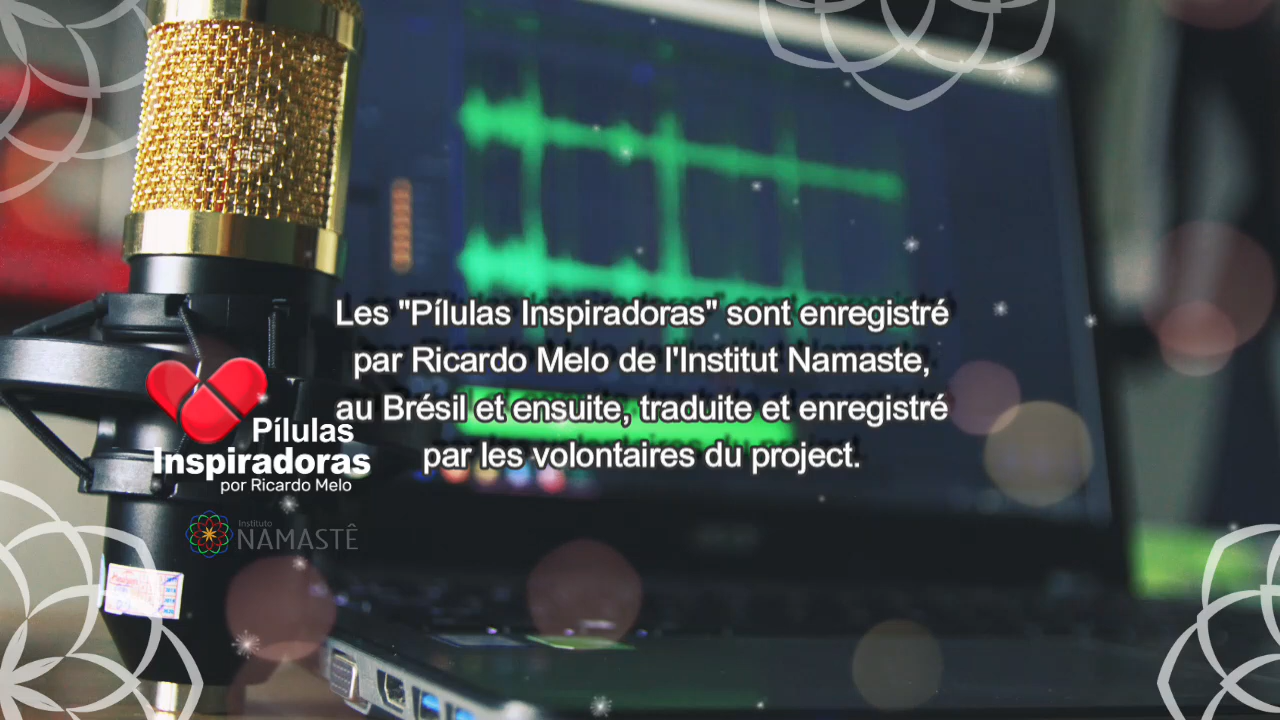 Les "Pílulas Inspiradoras" sont enregistré
par Ricardo Melo de l'Institut Namaste,
au Brésil et ensuite, traduite et enregistré
par les volontaires du project.
Pílulas
Inspiradoras
por Ricardo Melo
Instituto
NAMASTÊ